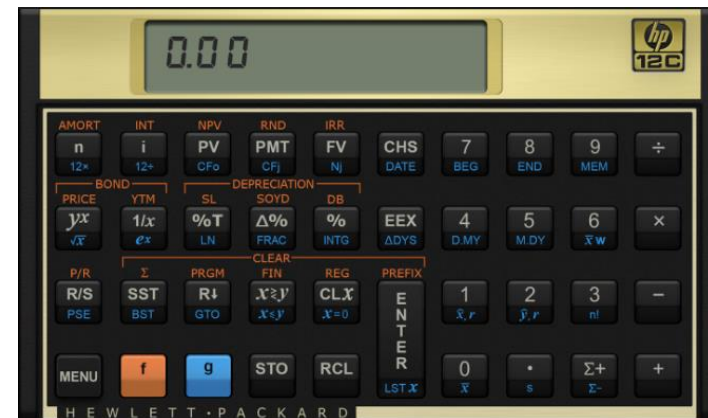 0.00
hp
12C
AMORT INT NPV RND IRR
n i PV PMT FV CHS 7 8 9 ÷
12× 12÷ CFo CFj Nj DATE BEG END MEM
BOND DEPRECIATION
PRICE YTM SL SOYD DB
yx 1/x %T Δ% % EEX 4 5 6 ×
√x ex LN FRAC INTG ΔDYS D.MY M.DY x̅w
CLEAR
P/R Σ PRGM FIN REG PREFIX
R/S SST R↓ x≷y CLx ENTER 1 2 3 −
PSE BST GTO x≤y x=0 x̂,r ŷ,r n!
MENU f g STO RCL 0 · Σ+ +
LSTx x̅ s Σ−
HEWLETT·PACKARD